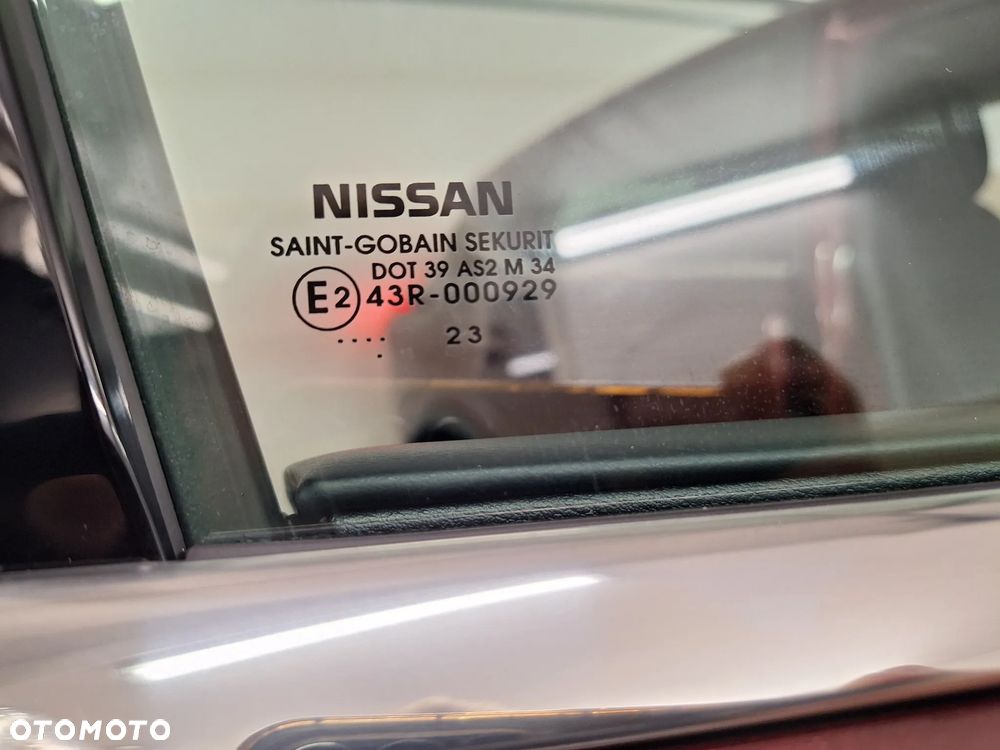 NISSAN
SAINT-GOBAIN SEKURIT
DOT 39 AS2 M 34
E2 43R-000929
.... 23
.
OTOMOTO